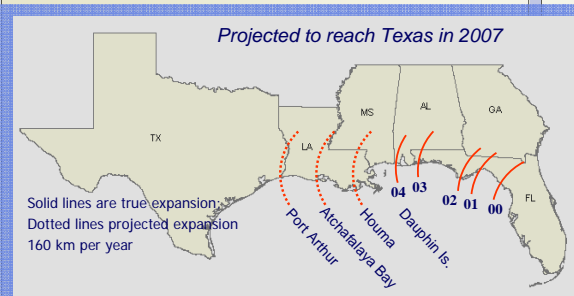 Projected to reach Texas in 2007
TX
LA
MS
AL
GA
FL
04
03
02
01
00
Solid lines are true expansion;
Dotted lines projected expansion
160 km per year
Port Arthur
Atchafalaya Bay
Houma
Dauphin Is.